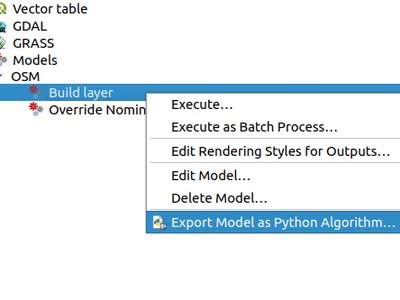 Vector table
GDAL
GRASS
Models
OSM
Build layer
Override Nomin
Execute...
Execute as Batch Process...
Edit Rendering Styles for Outputs...
Edit Model...
Delete Model...
Export Model as Python Algorithm...